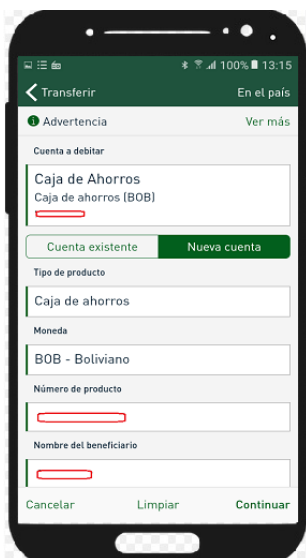 100% 13:15
Transferir En el país
Advertencia Ver más
Cuenta a debitar
Caja de Ahorros
Caja de ahorros (BOB)
Cuenta existente Nueva cuenta
Tipo de producto
Caja de ahorros
Moneda
BOB - Boliviano
Número de producto
Nombre del beneficiario
Cancelar Limpiar Continuar